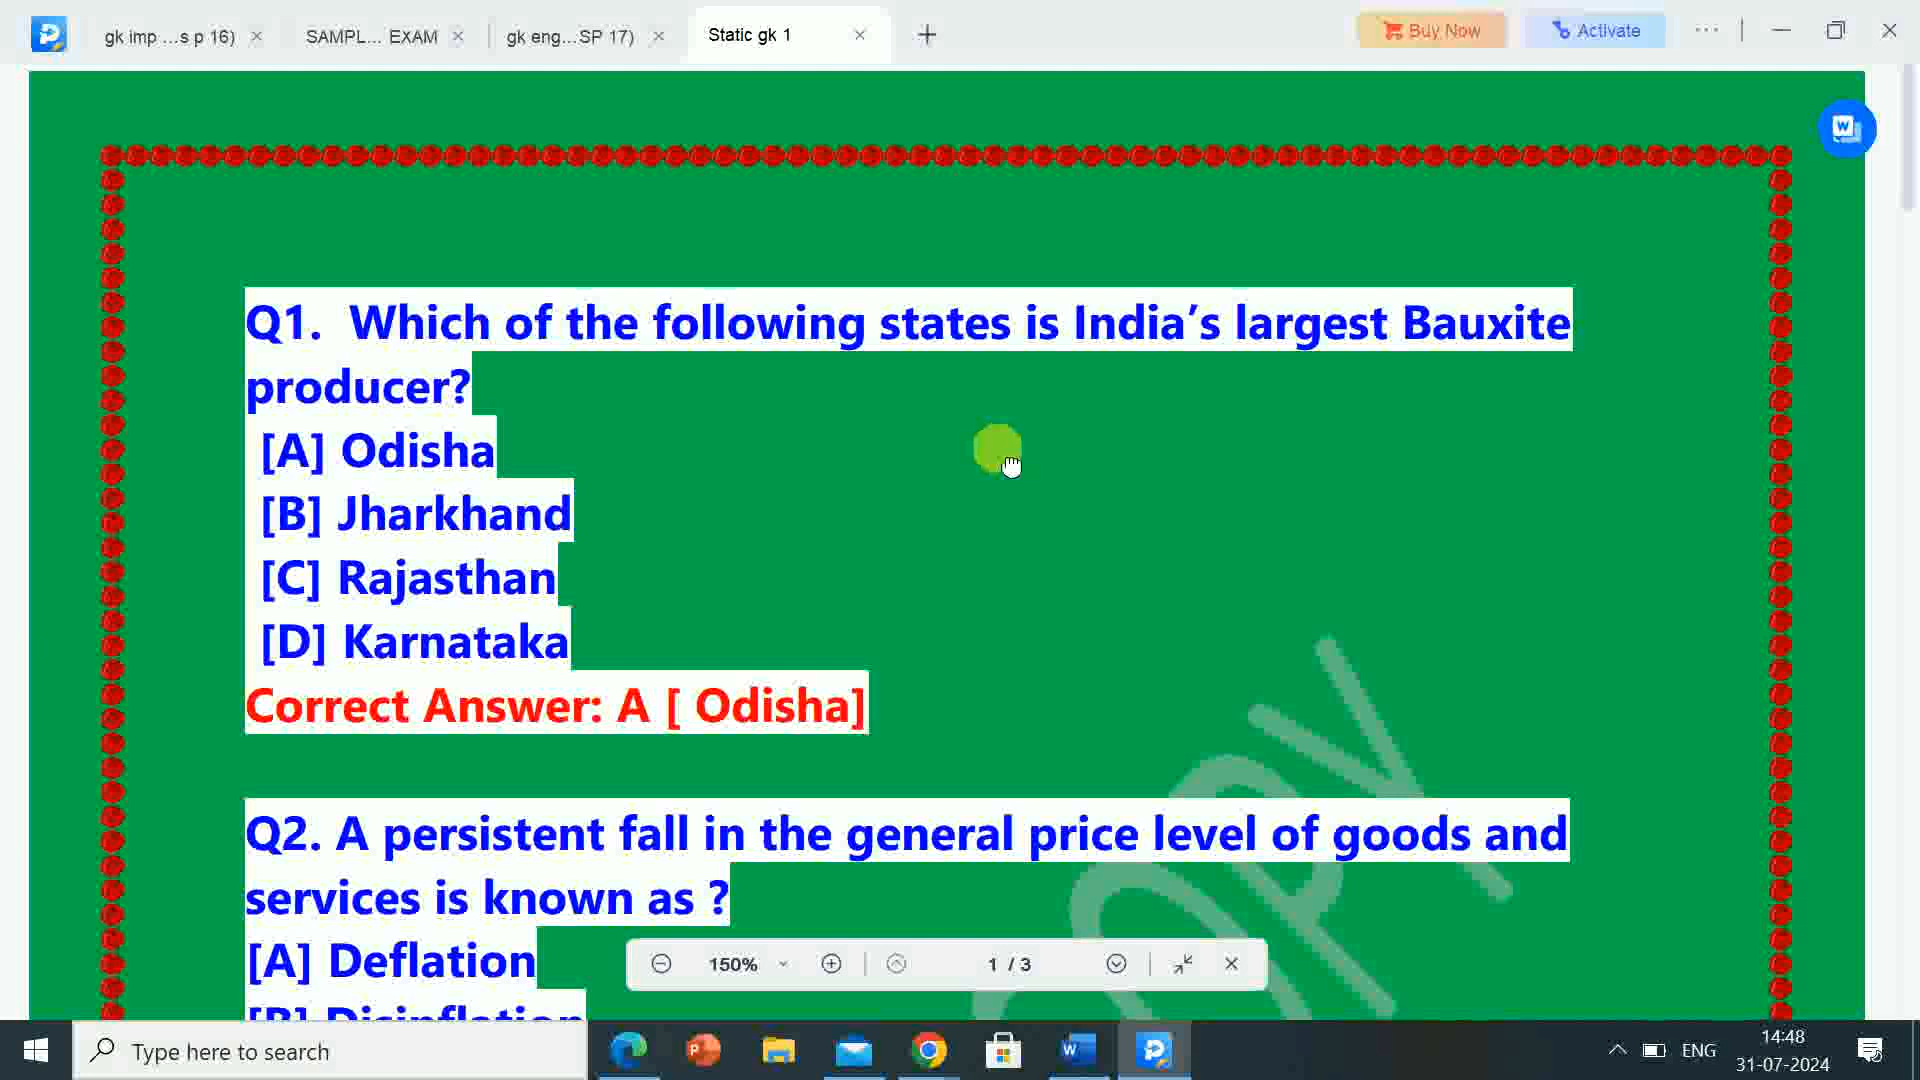 gk imp ...s p 16)
SAMPL... EXAM
gk eng...SP 17)
Static gk 1
Buy Now
Activate
Q1.  Which of the following states is India’s largest Bauxite
producer?
[A] Odisha
[B] Jharkhand
[C] Rajasthan
[D] Karnataka
Correct Answer: A [ Odisha]
Q2. A persistent fall in the general price level of goods and
services is known as ?
[A] Deflation
[B] Disinflation
150%
1 / 3
Type here to search
ENG
14:48
31-07-2024